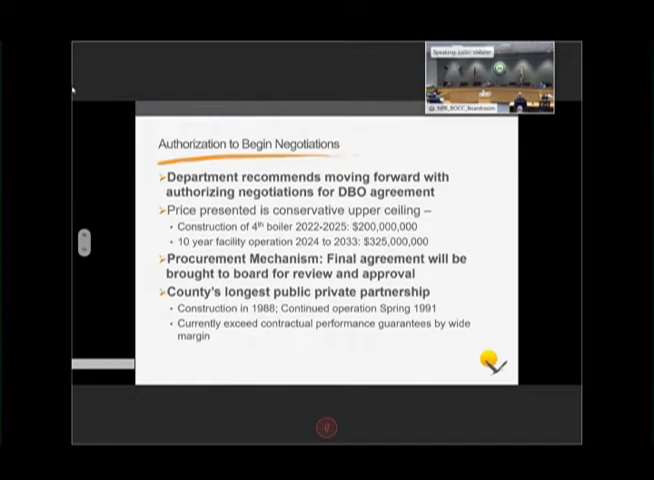 Speaking: Justin Roessler
NPR_BOCC_Boardroom
Authorization to Begin Negotiations
➢Department recommends moving forward with
authorizing negotiations for DBO agreement
➢Price presented is conservative upper ceiling –
• Construction of 4th boiler 2022-2025: $200,000,000
• 10 year facility operation 2024 to 2033: $325,000,000
➢Procurement Mechanism: Final agreement will be
brought to board for review and approval
➢County's longest public private partnership
• Construction in 1988; Continued operation Spring 1991
• Currently exceed contractual performance guarantees by wide
margin